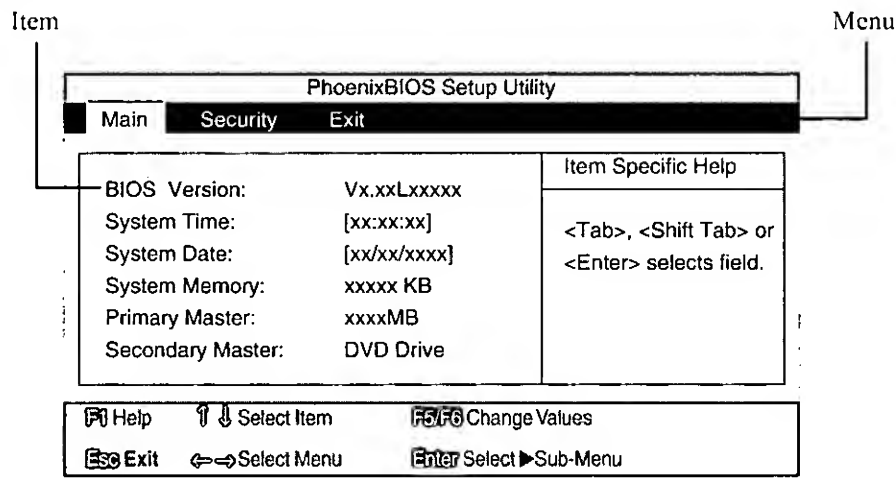 Item
Menu
PhoenixBIOS Setup Utility
Main Security Exit
BIOS Version: Vx.xxLxxxxx
System Time: [xx:xx:xx]
System Date: [xx/xx/xxxx]
System Memory: xxxxx KB
Primary Master: xxxxMB
Secondary Master: DVD Drive
Item Specific Help
<Tab>, <Shift Tab> or
<Enter> selects field.
F1 Help ⇑ ⇓ Select Item F5/F6 Change Values
Esc Exit ⇐ ⇒ Select Menu Enter Select ▶Sub-Menu